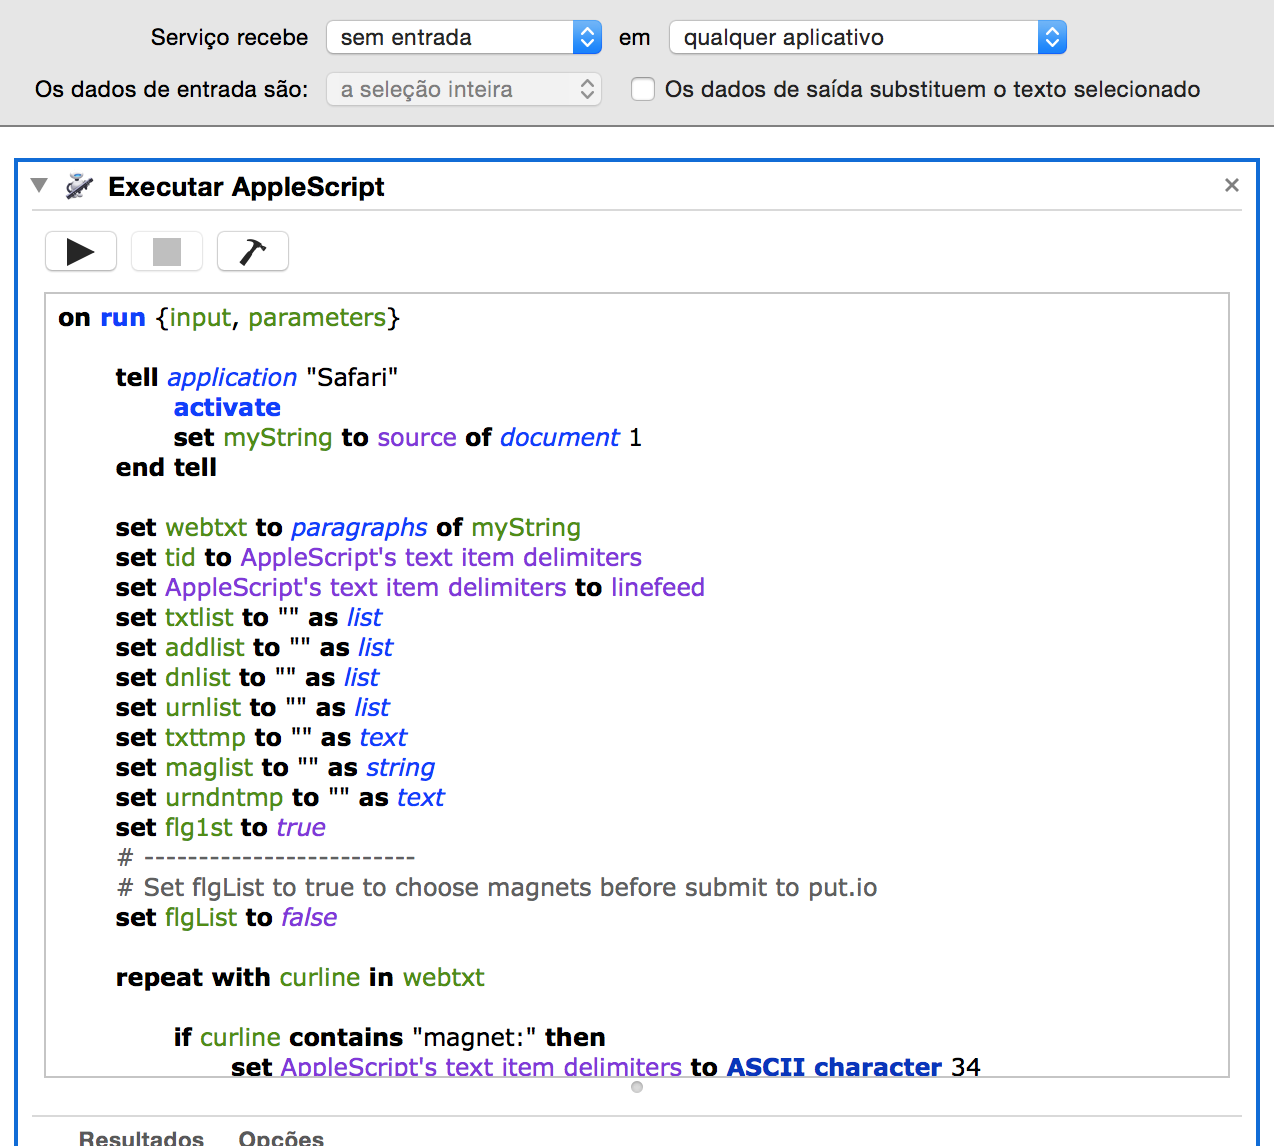 Serviço recebe sem entrada em qualquer aplicativo
Os dados de entrada são: a seleção inteira Os dados de saída substituem o texto selecionado
Executar AppleScript
on run {input, parameters}
tell application "Safari"
activate
set myString to source of document 1
end tell
set webtxt to paragraphs of myString
set tid to AppleScript's text item delimiters
set AppleScript's text item delimiters to linefeed
set txtlist to "" as list
set addlist to "" as list
set dnlist to "" as list
set urnlist to "" as list
set txttmp to "" as text
set maglist to "" as string
set urndntmp to "" as text
set flg1st to true
# -------------------------
# Set flgList to true to choose magnets before submit to put.io
set flgList to false
repeat with curline in webtxt
if curline contains "magnet:" then
set AppleScript's text item delimiters to ASCII character 34
Resultados Opções